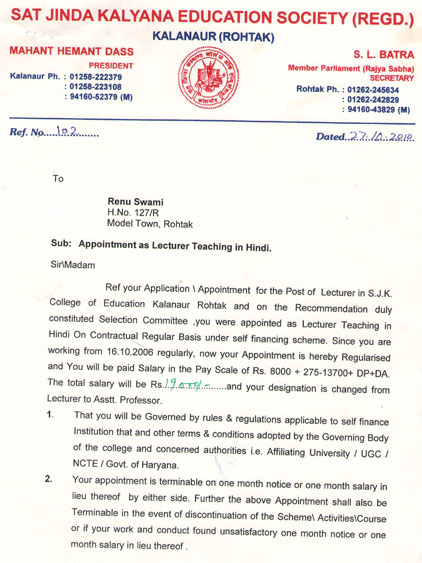 SAT JINDA KALYANA EDUCATION SOCIETY (REGD.)
KALANAUR (ROHTAK)
MAHANT HEMANT DASS
PRESIDENT
Kalanaur Ph. : 01258-222379
: 01258-223108
: 94160-52379 (M)
S. L. BATRA
Member Parliament (Rajya Sabha)
SECRETARY
Rohtak Ph. : 01262-245634
: 01262-242829
: 94160-43829 (M)
Ref. No. 102
Dated. 27/10/2010
To
Renu Swami
H.No. 127/R
Model Town, Rohtak
Sub: Appointment as Lecturer Teaching in Hindi.
Sir\Madam
Ref your Application \ Appointment for the Post of Lecturer in S.J.K.
College of Education Kalanaur Rohtak and on the Recommendation duly
constituted Selection Committee ,you were appointed as Lecturer Teaching in
Hindi On Contractual Regular Basis under self financing scheme. Since you are
working from 16.10.2006 regularly, now your Appointment is hereby Regularised
and You will be paid Salary in the Pay Scale of Rs. 8000 + 275-13700+ DP+DA.
The total salary will be Rs. and your designation is changed from
Lecturer to Asstt. Professor.
1. That you will be Governed by rules & regulations applicable to self finance
Institution that and other terms & conditions adopted by the Governing Body
of the college and concerned authorities i.e. Affiliating University / UGC /
NCTE / Govt. of Haryana.
2. Your appointment is terminable on one month notice or one month salary in
lieu thereof by either side. Further the above Appointment shall also be
Terminable in the event of discontinuation of the Scheme\ Activities\Course
or if your work and conduct found unsatisfactory one month notice or one
month salary in lieu thereof .